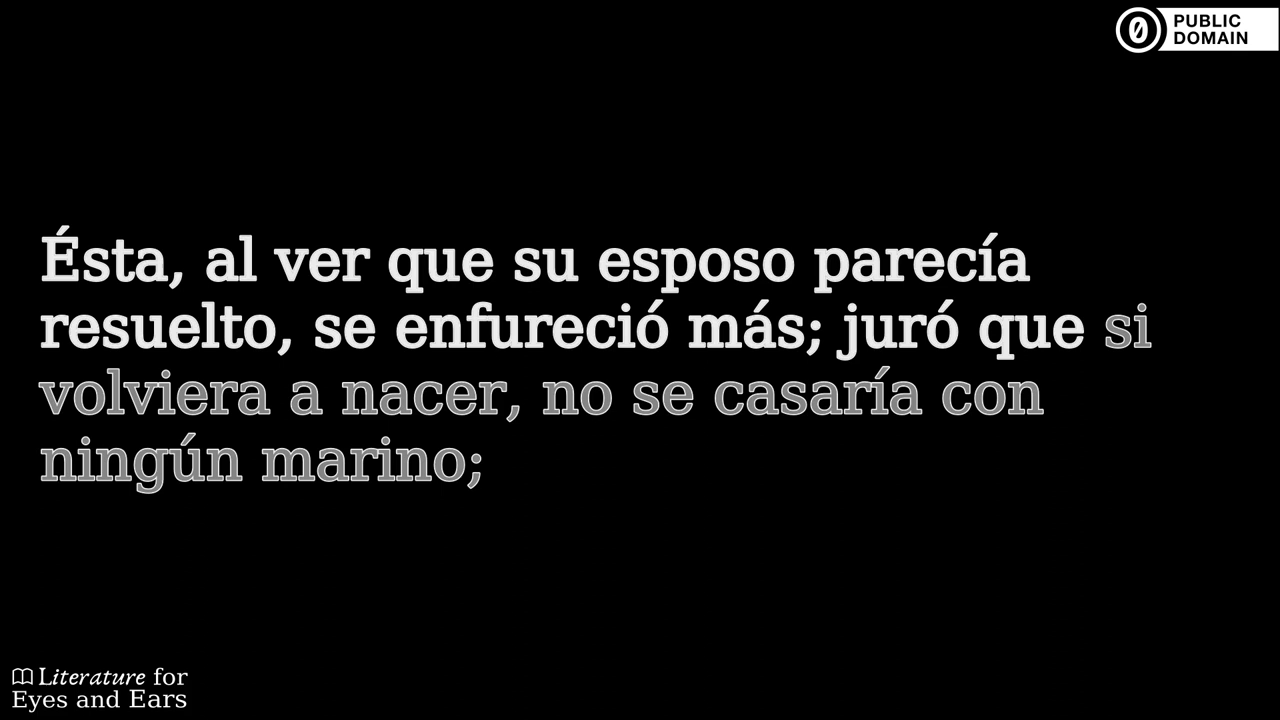 PUBLIC
DOMAIN
Ésta, al ver que su esposo parecía
resuelto, se enfureció más; juró que si
volviera a nacer, no se casaría con
ningún marino;
Literature for
Eyes and Ears